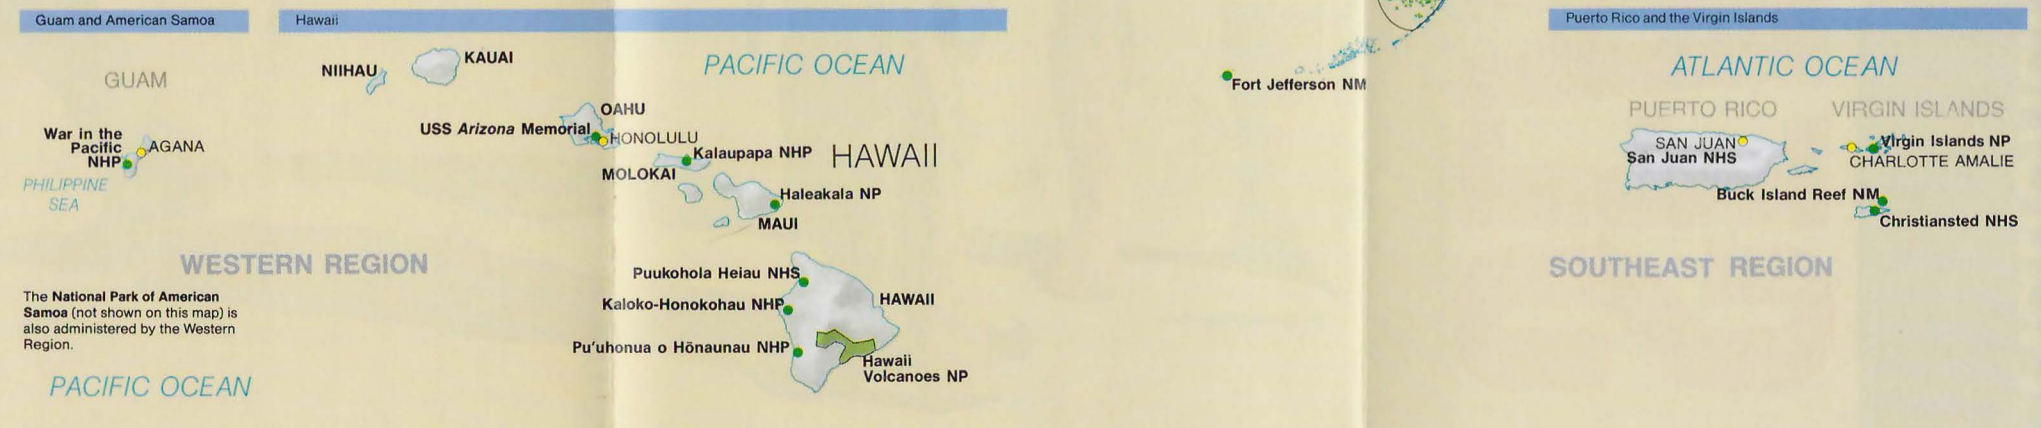 Guam and American Samoa
GUAM
War in the
Pacific
NHP
AGANA
PHILIPPINE
SEA
WESTERN REGION
The National Park of American
Samoa (not shown on this map) is
also administered by the Western
Region.
PACIFIC OCEAN
Hawaii
NIIHAU
KAUAI
PACIFIC OCEAN
OAHU
USS Arizona Memorial
HONOLULU
Kalaupapa NHP
HAWAII
MOLOKAI
Haleakala NP
MAUI
Puukohola Heiau NHS
HAWAII
Kaloko-Honokohau NHP
Pu'uhonua o Hōnaunau NHP
Hawaii
Volcanoes NP
Fort Jefferson NM
Puerto Rico and the Virgin Islands
ATLANTIC OCEAN
PUERTO RICO
VIRGIN ISLANDS
SAN JUAN
San Juan NHS
Virgin Islands NP
CHARLOTTE AMALIE
Buck Island Reef NM
Christiansted NHS
SOUTHEAST REGION